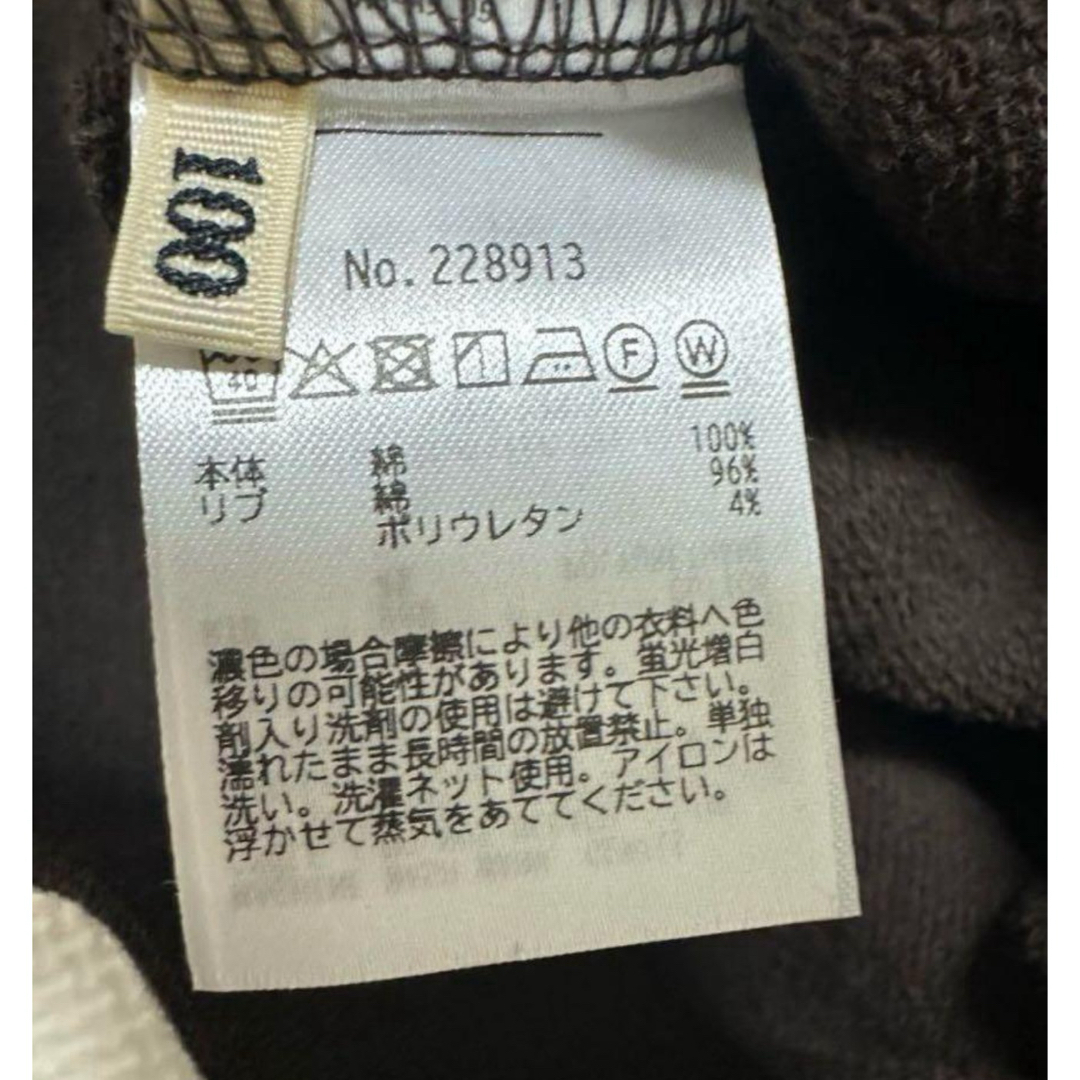 100
No. 228913
40
F W
本体 綿 100%
リブ 綿 96%
ポリウレタン 4%
濃色の場合摩擦により他の衣料へ色
移りの可能性があります。蛍光増白
剤入り洗剤の使用は避けて下さい。
濡れたまま長時間の放置禁止。単独
洗い。洗濯ネット使用。アイロンは
浮かせて蒸気をあててください。